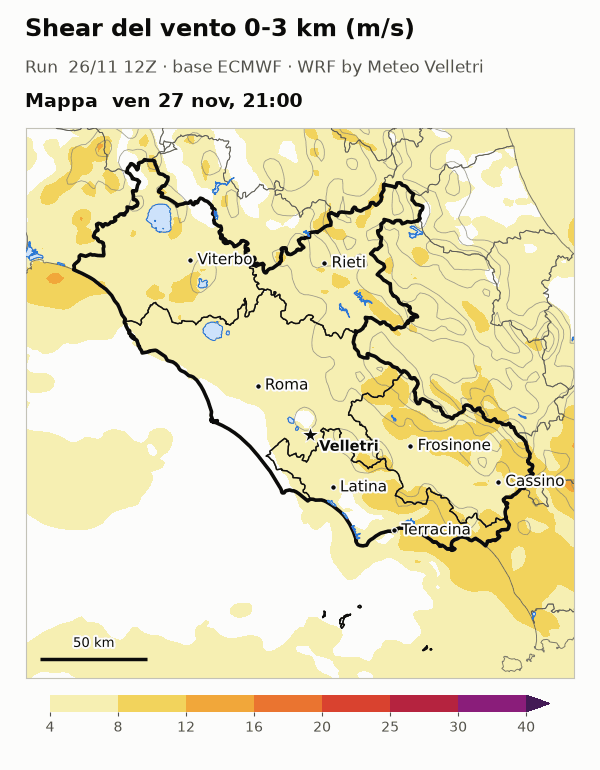 Shear del vento 0-3 km (m/s)
Run  26/11 12Z · base ECMWF · WRF by Meteo Velletri
Mappa  ven 27 nov, 21:00
Viterbo
Rieti
Roma
Velletri
Frosinone
Cassino
Latina
Terracina
50 km
4 8 12 16 20 25 30 40